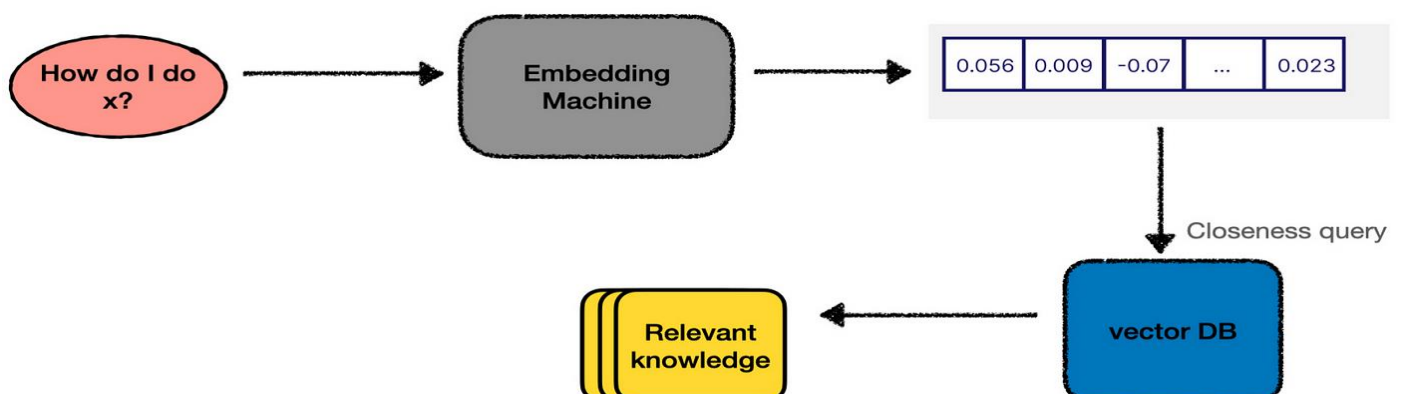 How do I do
x?
Embedding
Machine
0.056 0.009 -0.07 ... 0.023
Closeness query
vector DB
Relevant
knowledge